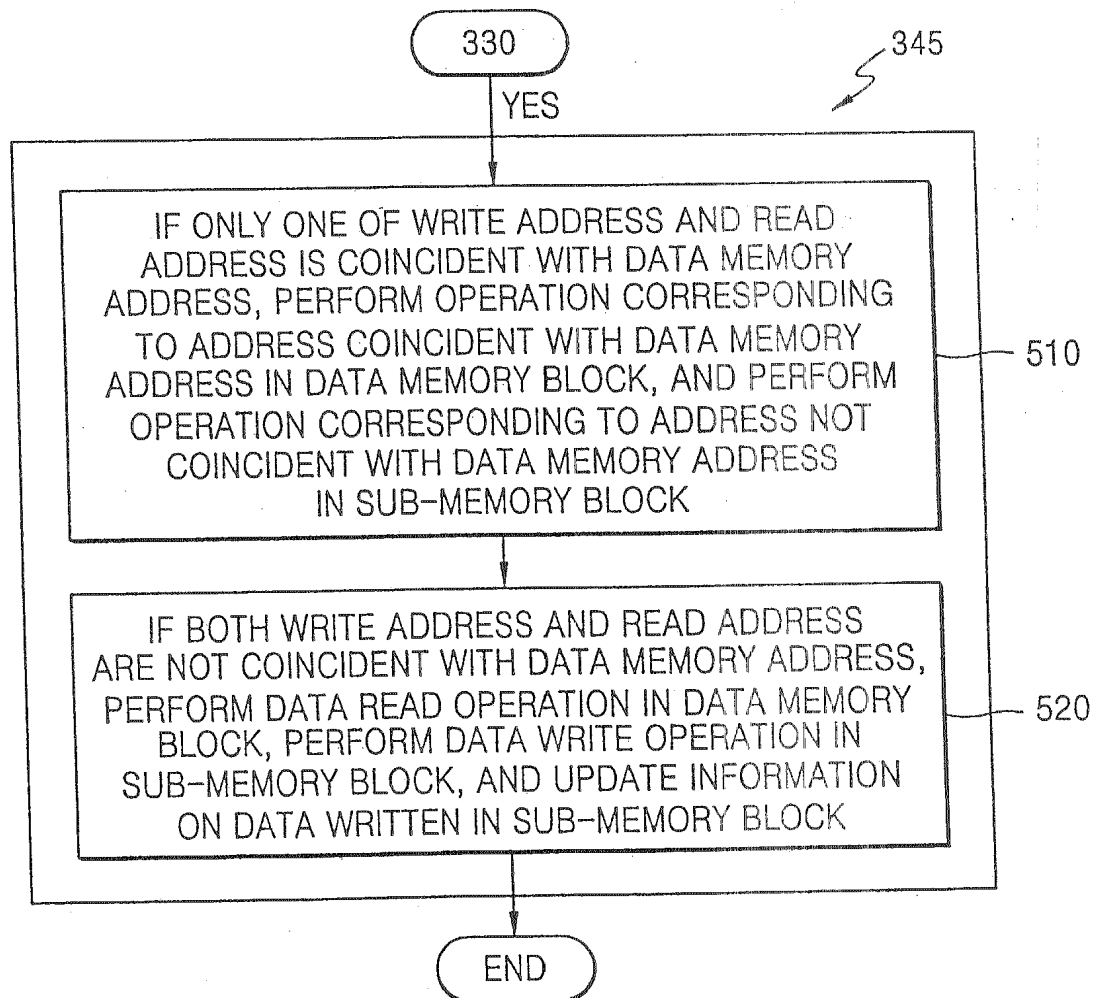 330
345
YES
IF ONLY ONE OF WRITE ADDRESS AND READ
ADDRESS IS COINCIDENT WITH DATA MEMORY
ADDRESS, PERFORM OPERATION CORRESPONDING
TO ADDRESS COINCIDENT WITH DATA MEMORY
ADDRESS IN DATA MEMORY BLOCK, AND PERFORM
OPERATION CORRESPONDING TO ADDRESS NOT
COINCIDENT WITH DATA MEMORY ADDRESS
IN SUB-MEMORY BLOCK
510
IF BOTH WRITE ADDRESS AND READ ADDRESS
ARE NOT COINCIDENT WITH DATA MEMORY ADDRESS,
PERFORM DATA READ OPERATION IN DATA MEMORY
BLOCK, PERFORM DATA WRITE OPERATION IN
SUB-MEMORY BLOCK, AND UPDATE INFORMATION
ON DATA WRITTEN IN SUB-MEMORY BLOCK
520
END